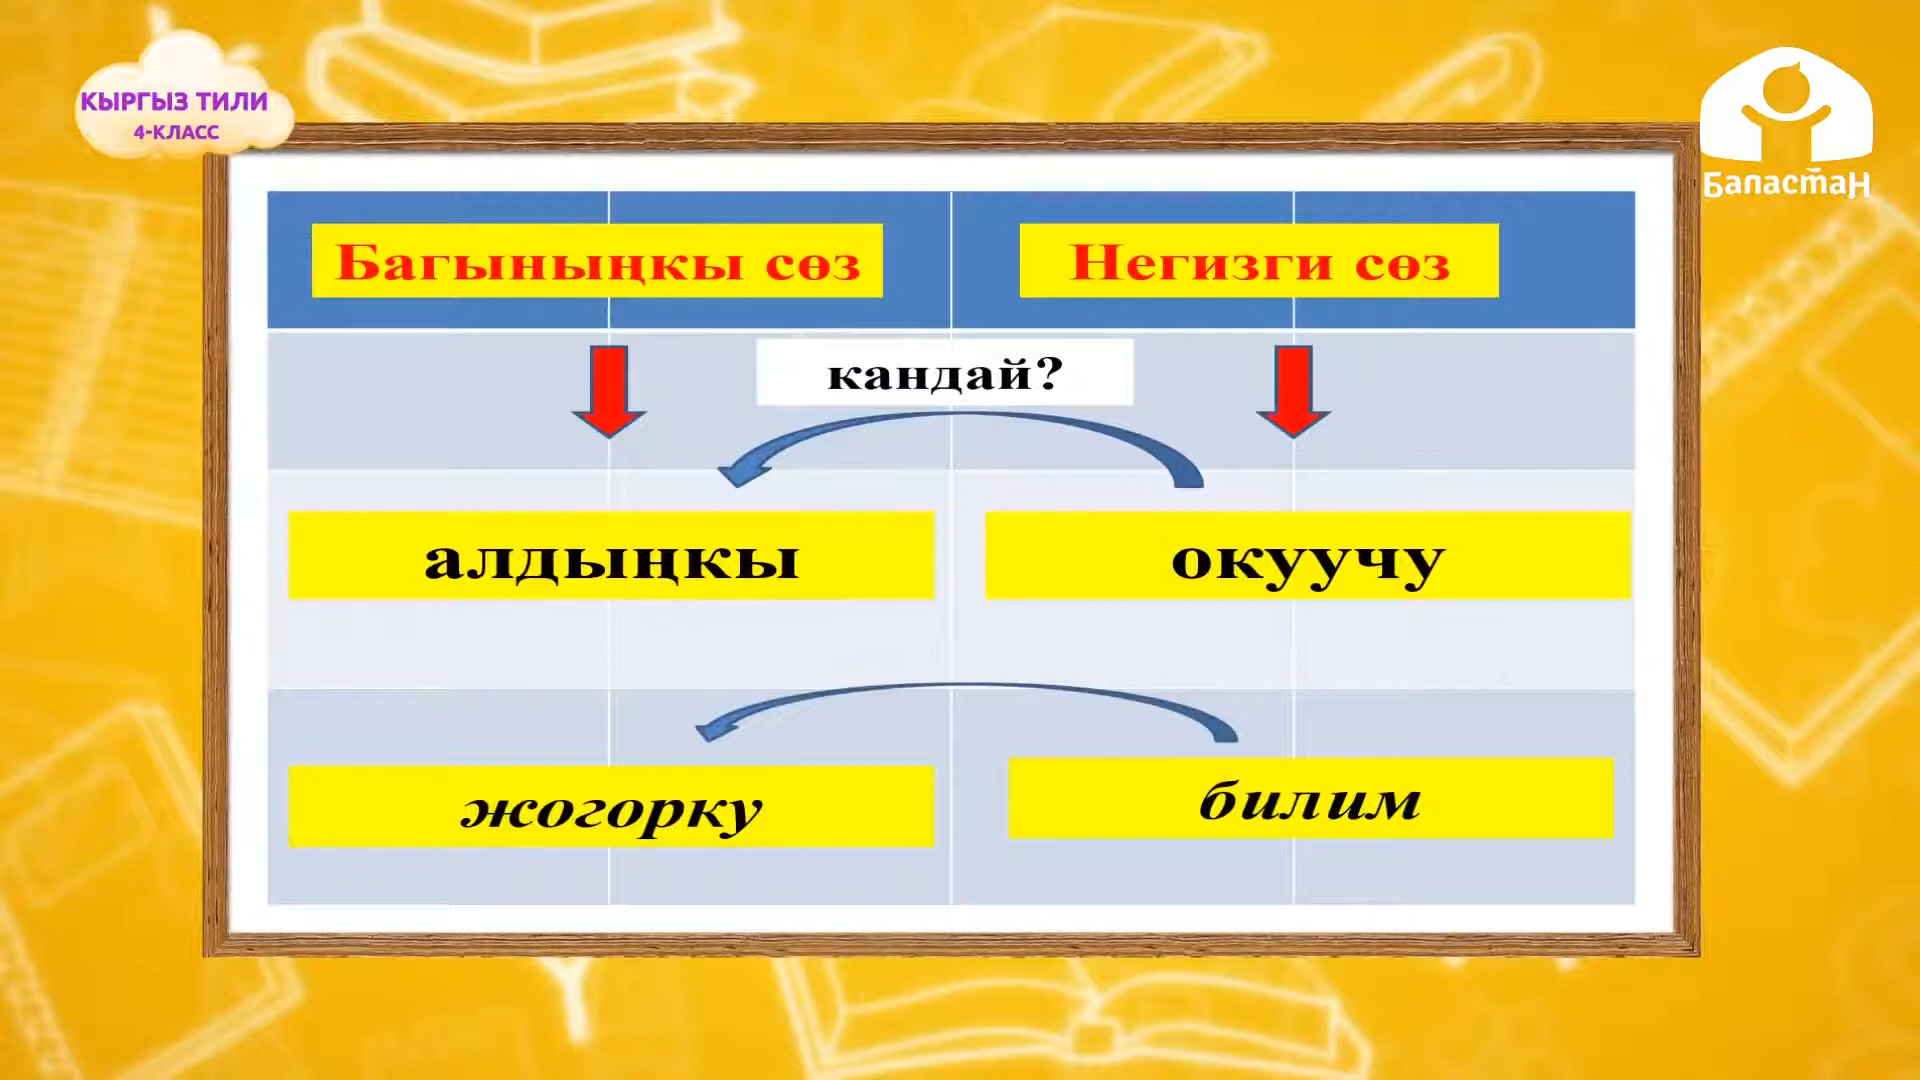 КЫРГЫЗ ТИЛИ
4-КЛАСС
Баластан
Багыныңкы сөз
Негизги сөз
кандай?
алдыңкы
окуучу
жогорку
билим